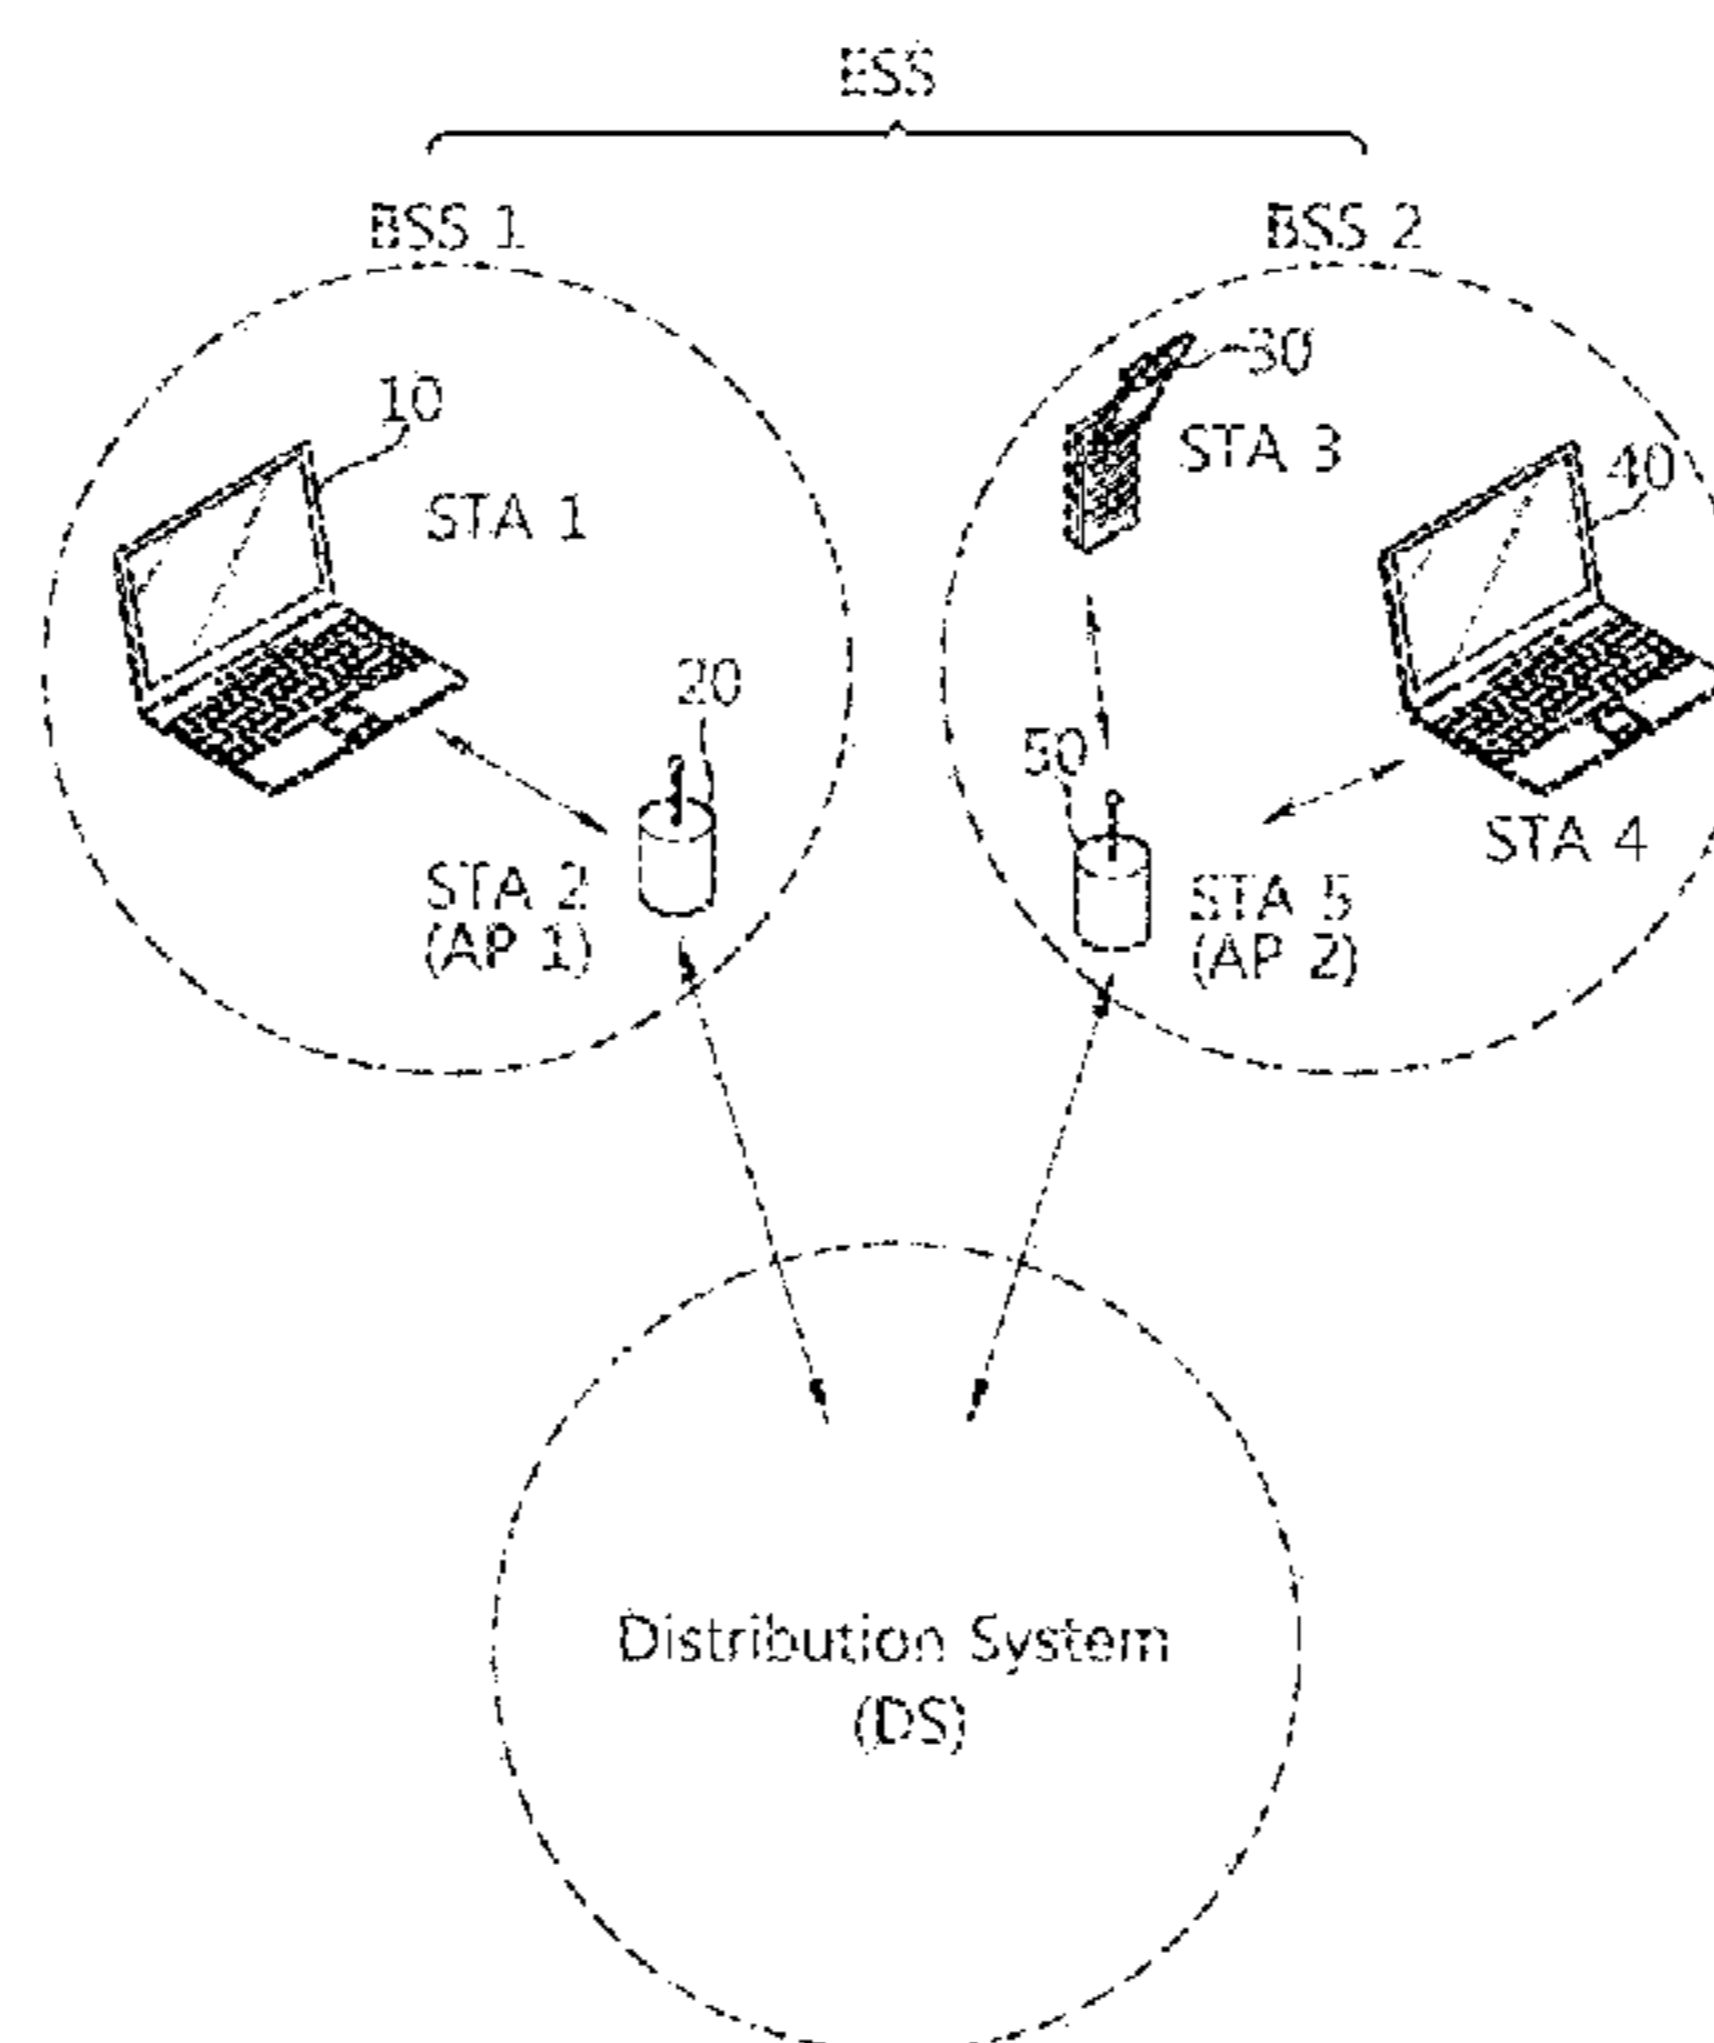 ESS
BSS 1
BSS 2
10
STA 1
20
STA 2
(AP 1)
30
STA 3
40
STA 4
50
STA 5
(AP 2)
Distribution System
(DS)